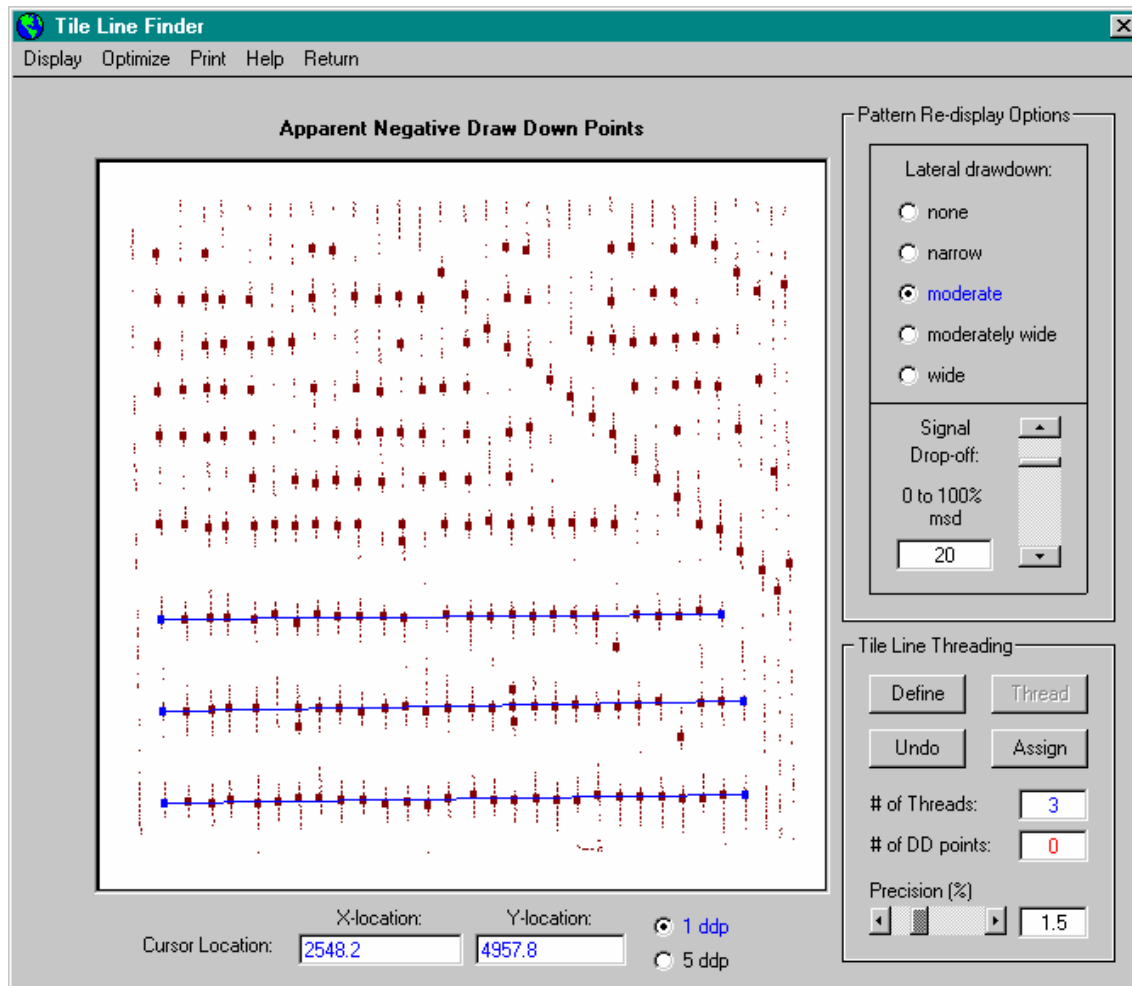 Tile Line Finder
Display Optimize Print Help Return
Apparent Negative Draw Down Points
Pattern Re-display Options
Lateral drawdown:
none
narrow
moderate
moderately wide
wide
Signal
Drop-off:
0 to 100%
msd
20
Tile Line Threading
Define Thread
Undo Assign
# of Threads: 3
# of DD points: 0
Precision (%)
1.5
X-location: Y-location:
Cursor Location: 2548.2 4957.8
1 ddp
5 ddp